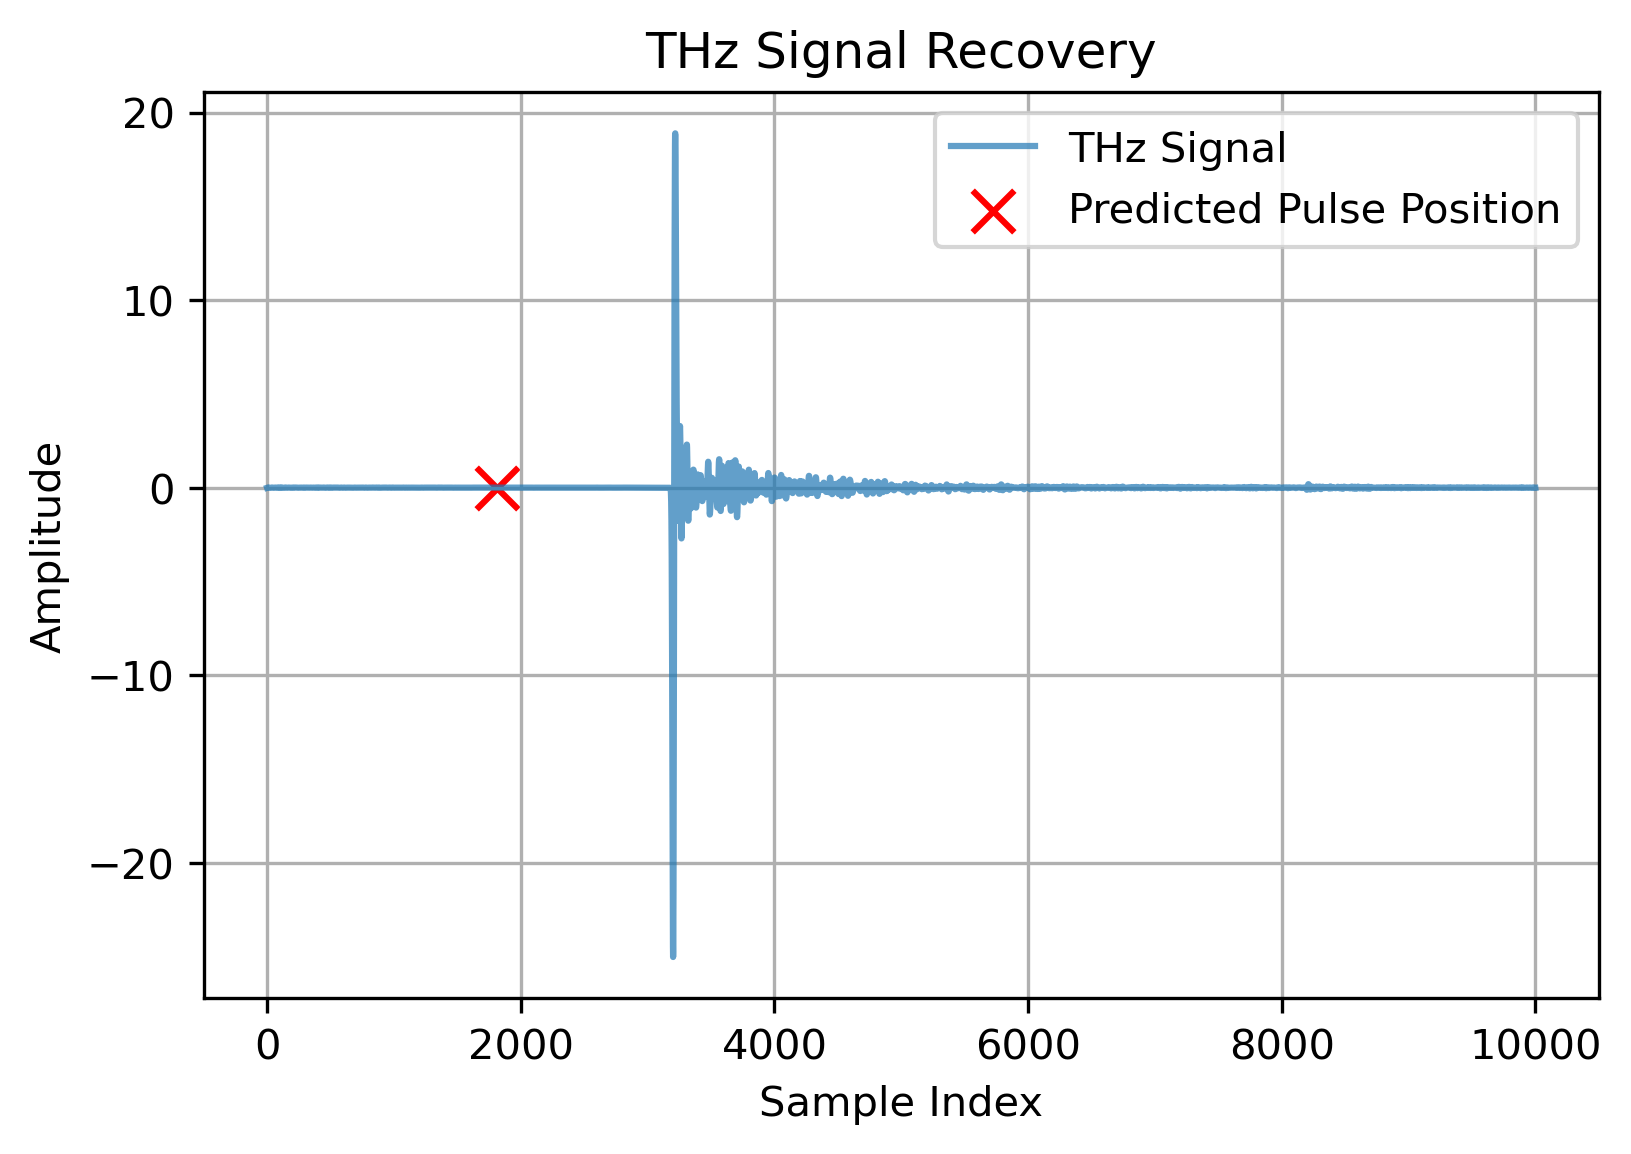 THz Signal Recovery
THz Signal
Predicted Pulse Position
20
10
0
−10
−20
Amplitude
0 2000 4000 6000 8000 10000
Sample Index